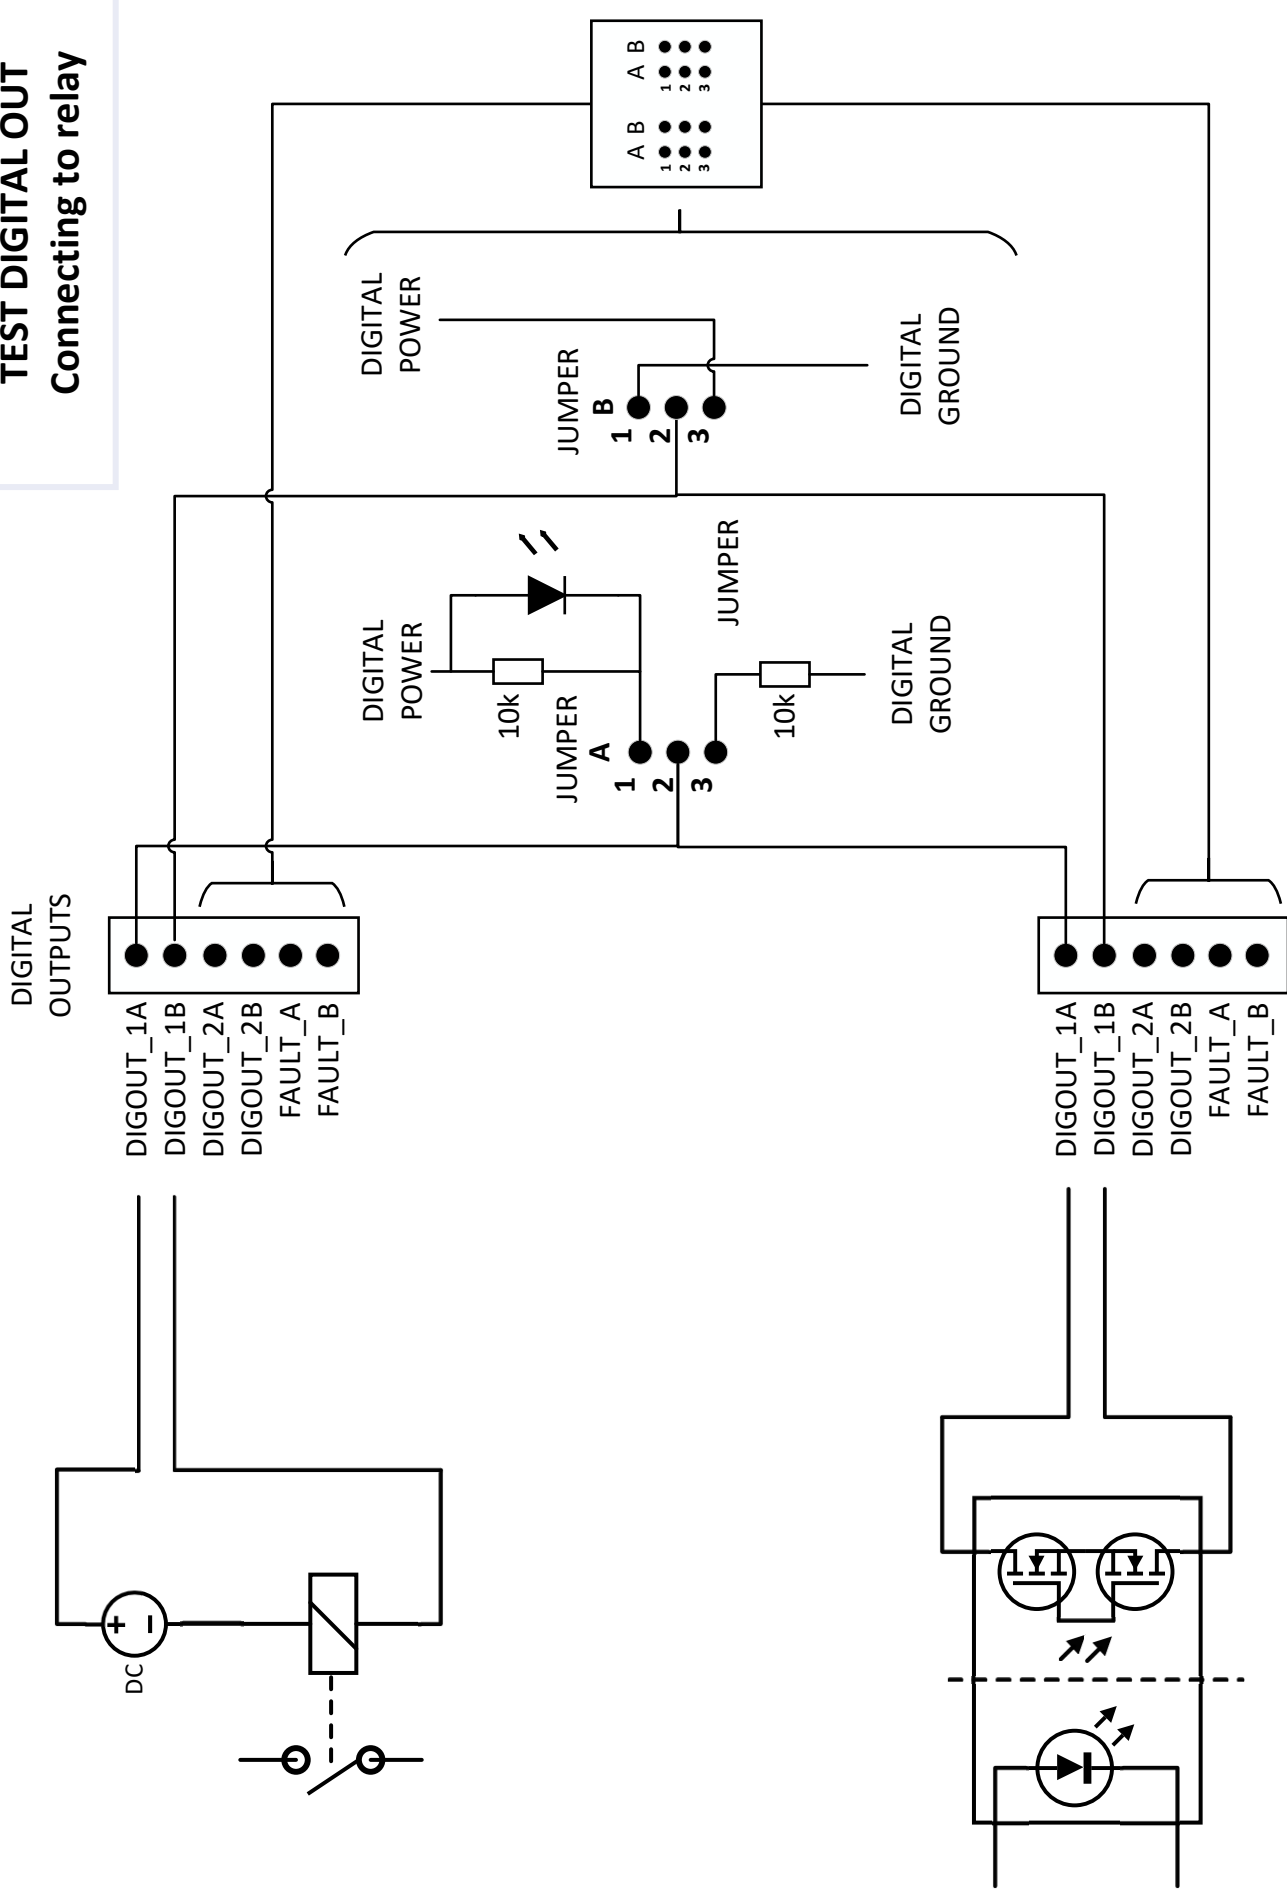 TEST DIGITAL OUT
Connecting to relay
DIGITAL
OUTPUTS
DIGOUT_1A
DIGOUT_1B
DIGOUT_2A
DIGOUT_2B
FAULT_A
FAULT_B
DIGITAL
POWER
10k
JUMPER
A
1
2
3
JUMPER
10k
DIGITAL
GROUND
DIGITAL
POWER
JUMPER
B
1
2
3
DIGITAL
GROUND
A B
1
2
3
A B
1
2
3
DIGOUT_1A
DIGOUT_1B
DIGOUT_2A
DIGOUT_2B
FAULT_A
FAULT_B
DC
+
−